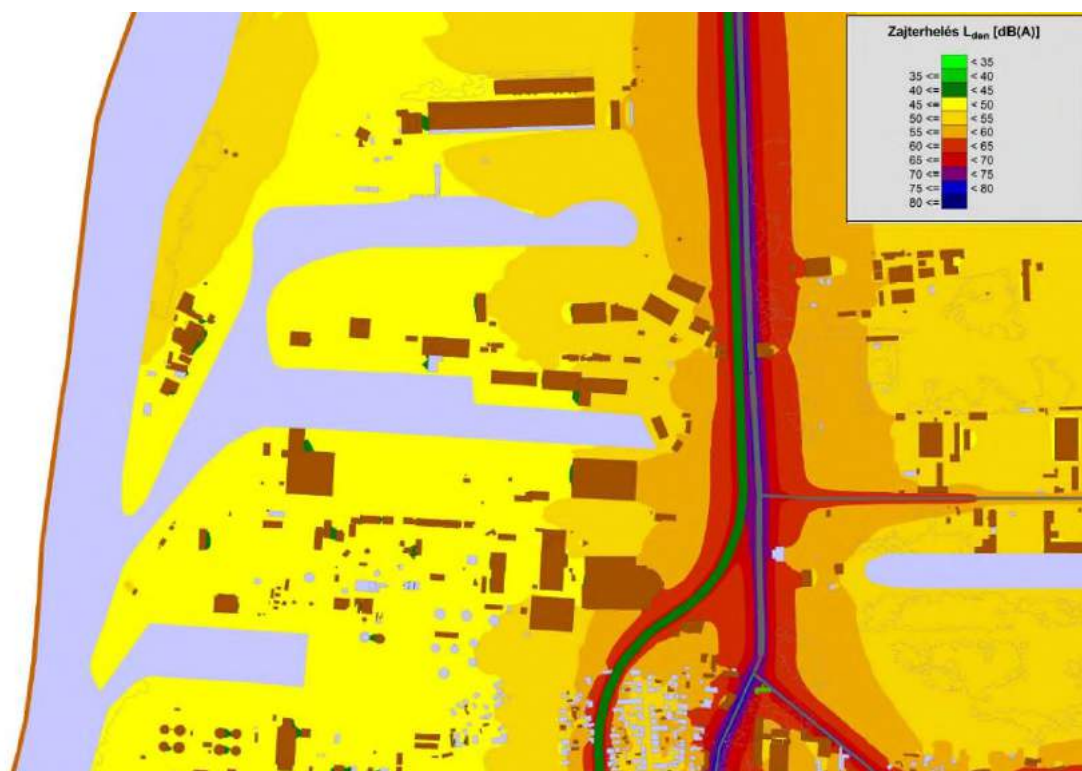 Zajterhelés Lden [dB(A)]
< 35
35 <= < 40
40 <= < 45
45 <= < 50
50 <= < 55
55 <= < 60
60 <= < 65
65 <= < 70
70 <= < 75
75 <= < 80
80 <=